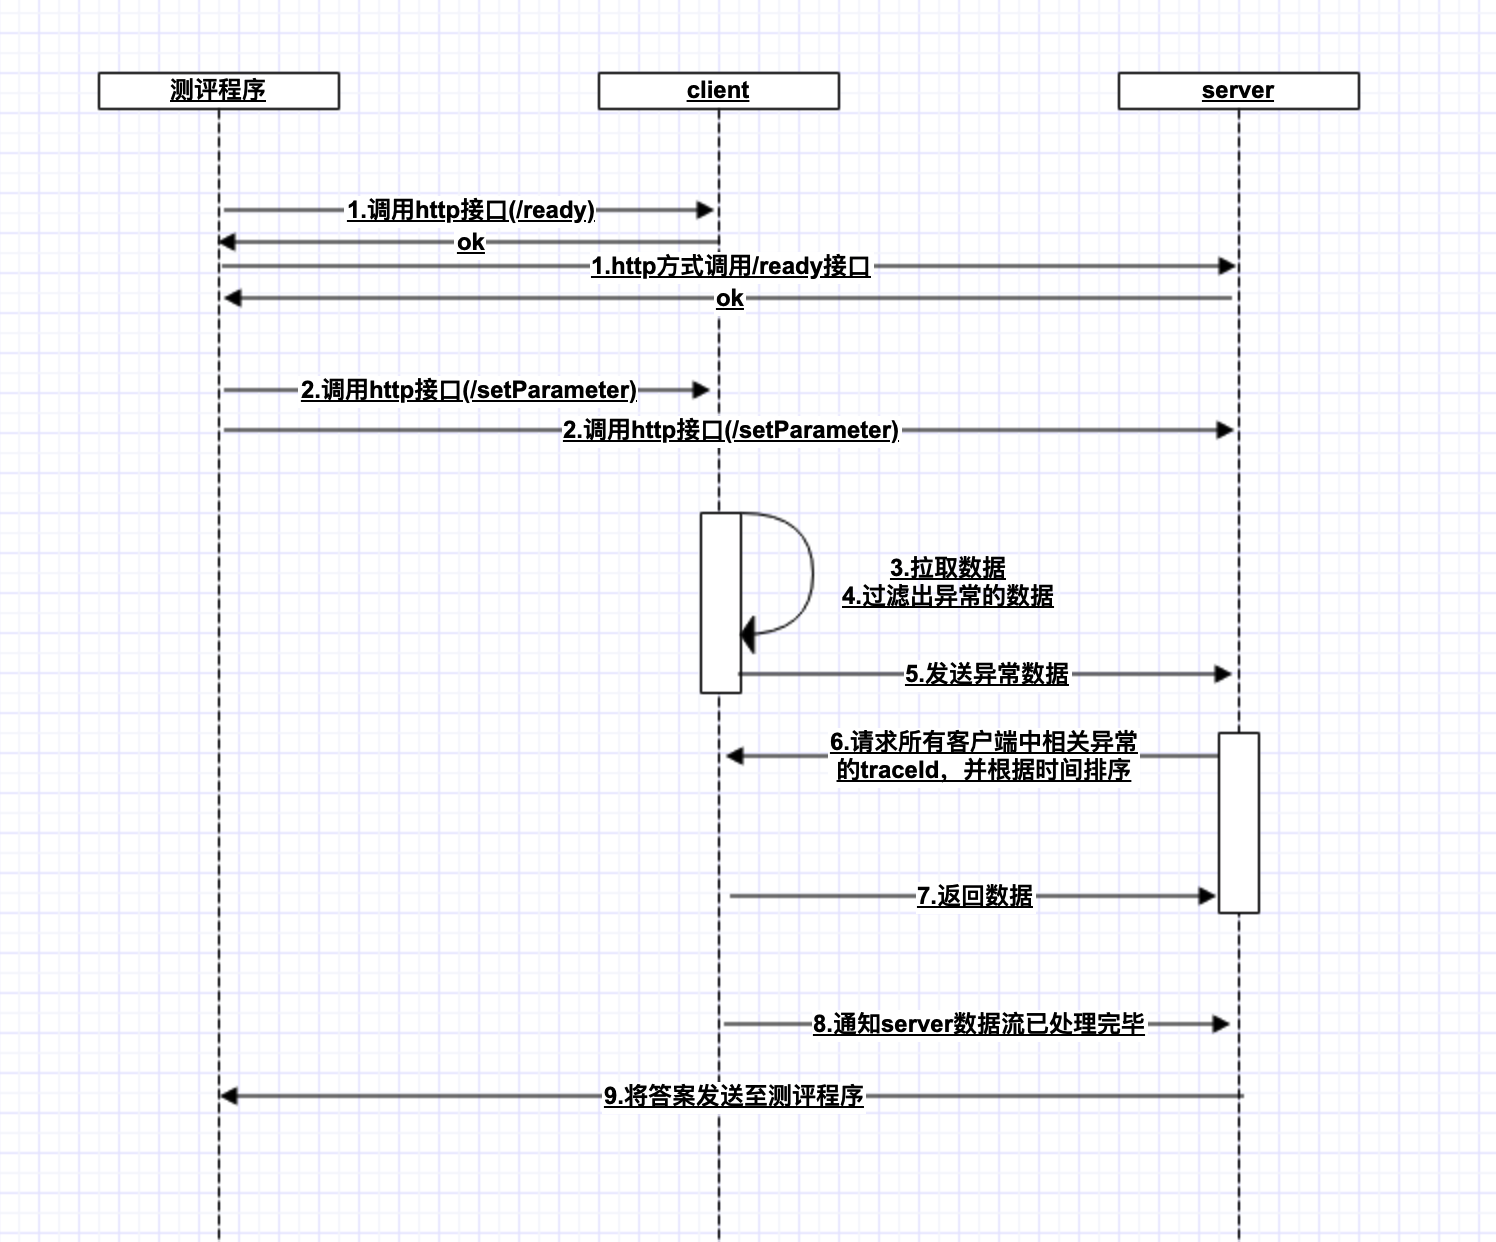 测评程序
client
server
1.调用http接口(/ready)
ok
1.http方式调用/ready接口
ok
2.调用http接口(/setParameter)
2.调用http接口(/setParameter)
3.拉取数据
4.过滤出异常的数据
5.发送异常数据
6.请求所有客户端中相关异常
的traceId，并根据时间排序
7.返回数据
8.通知server数据流已处理完毕
9.将答案发送至测评程序